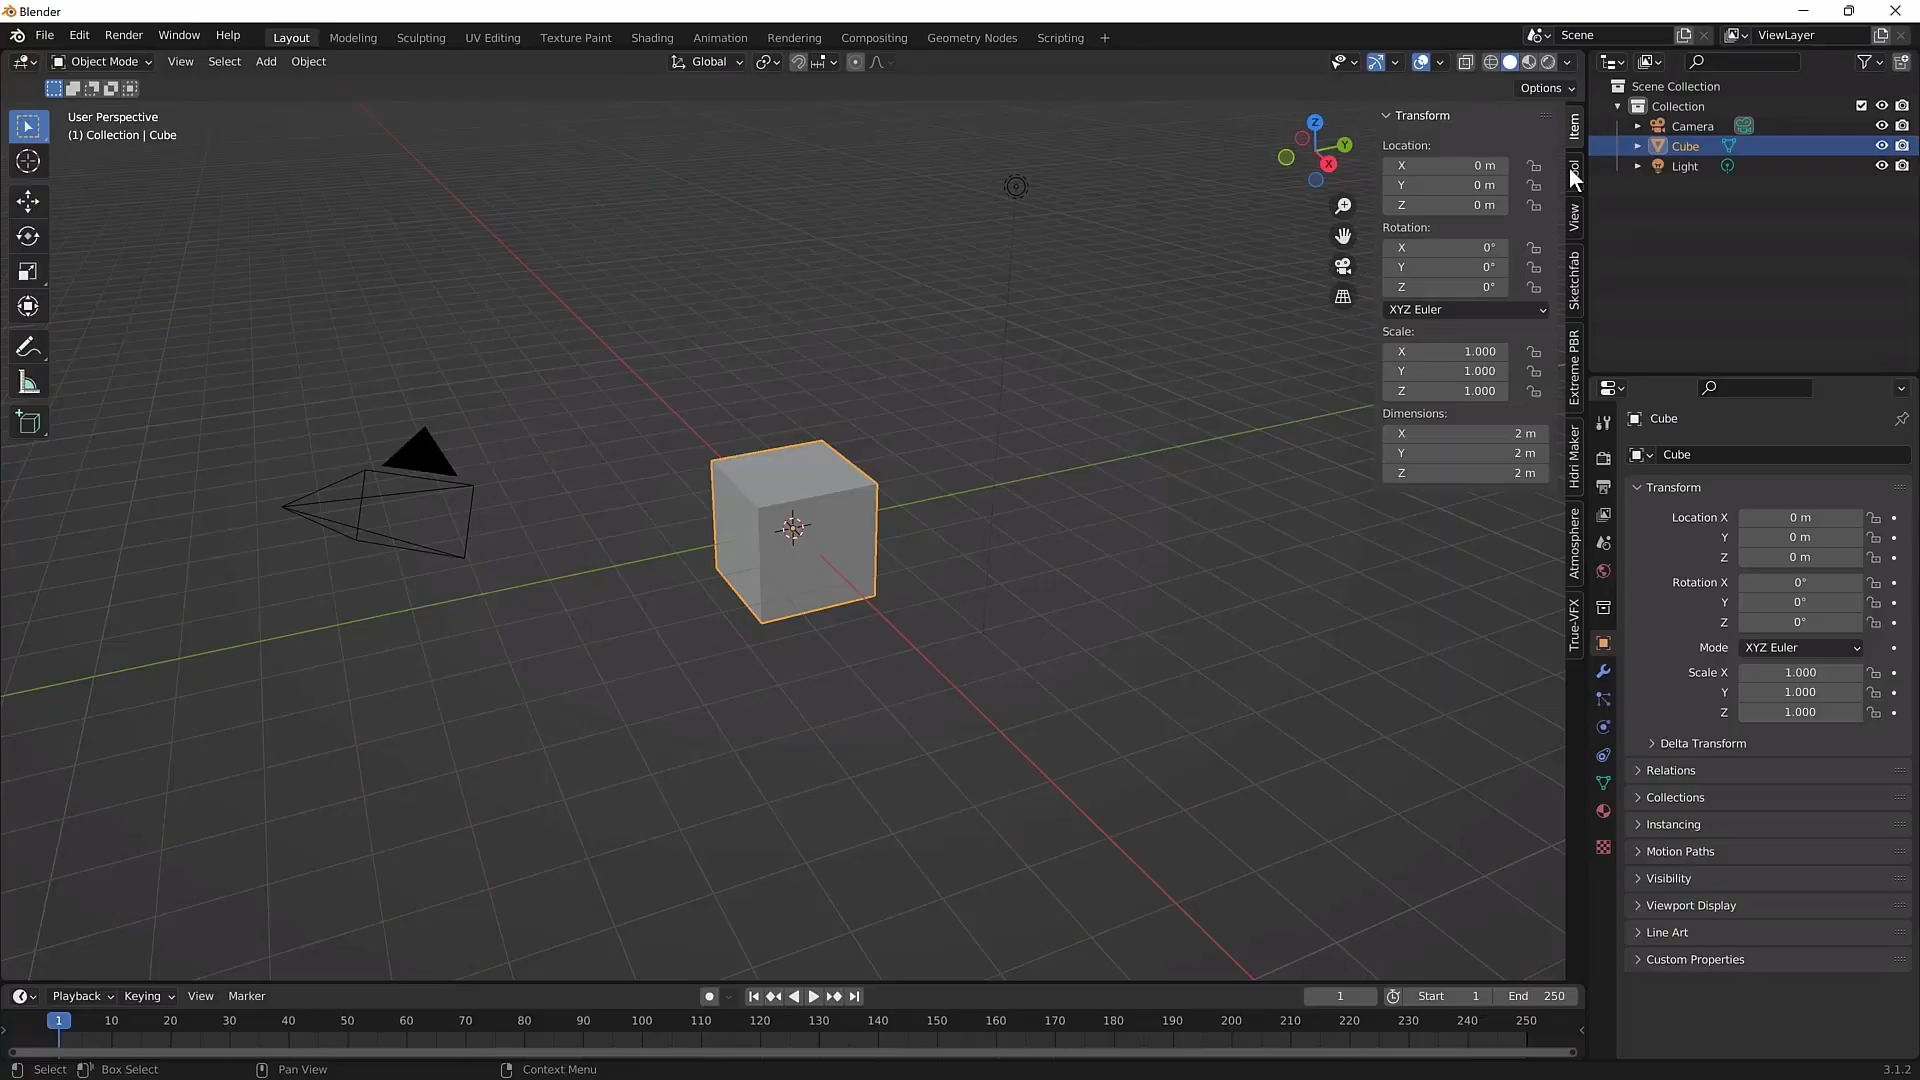 Blender
File Edit Render Window Help Layout Modeling Sculpting UV Editing Texture Paint Shading Animation Rendering Compositing Geometry Nodes Scripting + Scene ViewLayer
Object Mode View Select Add Object Global
Options
User Perspective
(1) Collection | Cube
Z
Y
X
Transform
Location:
X 0 m
Y 0 m
Z 0 m
Rotation:
X 0°
Y 0°
Z 0°
XYZ Euler
Scale:
X 1.000
Y 1.000
Z 1.000
Dimensions:
X 2 m
Y 2 m
Z 2 m
Item
View
Sketchfab
Extreme PBR
Hdri Maker
Atmosphere
True-VFX
Scene Collection
Collection
Camera
Cube
Light
Cube
Cube
Transform
Location X 0 m
Y 0 m
Z 0 m
Rotation X 0°
Y 0°
Z 0°
Mode XYZ Euler
Scale X 1.000
Y 1.000
Z 1.000
Delta Transform
Relations
Collections
Instancing
Motion Paths
Visibility
Viewport Display
Line Art
Custom Properties
Playback Keying View Marker 1 Start 1 End 250
1 10 20 30 40 50 60 70 80 90 100 110 120 130 140 150 160 170 180 190 200 210 220 230 240 250
Select Box Select Pan View Context Menu 3.1.2